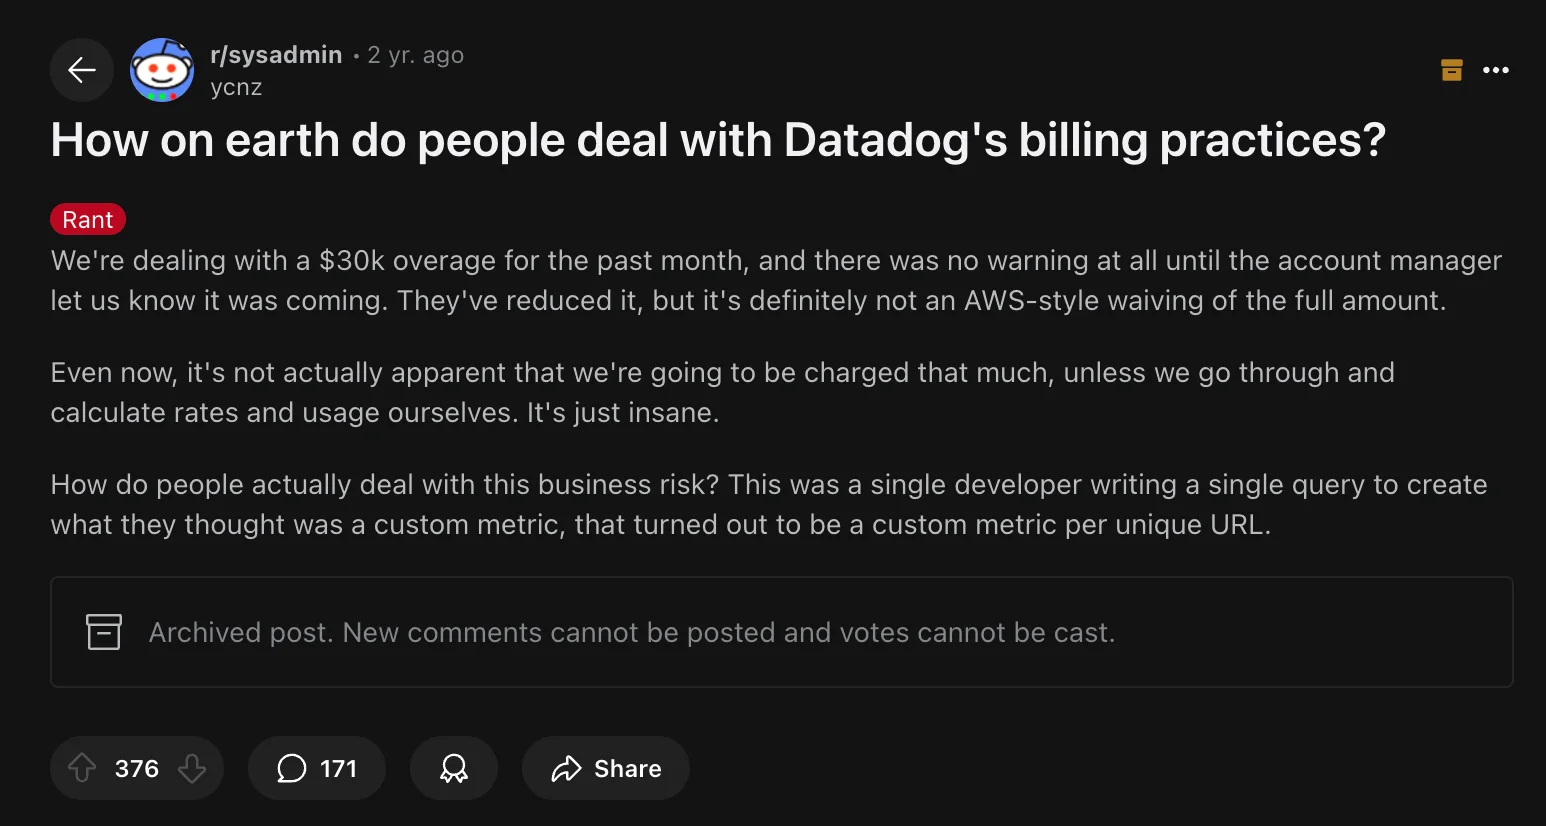 r/sysadmin • 2 yr. ago
ycnz
How on earth do people deal with Datadog's billing practices?
Rant
We're dealing with a $30k overage for the past month, and there was no warning at all until the account manager
let us know it was coming. They've reduced it, but it's definitely not an AWS-style waiving of the full amount.
Even now, it's not actually apparent that we're going to be charged that much, unless we go through and
calculate rates and usage ourselves. It's just insane.
How do people actually deal with this business risk? This was a single developer writing a single query to create
what they thought was a custom metric, that turned out to be a custom metric per unique URL.
Archived post. New comments cannot be posted and votes cannot be cast.
376 171 Share